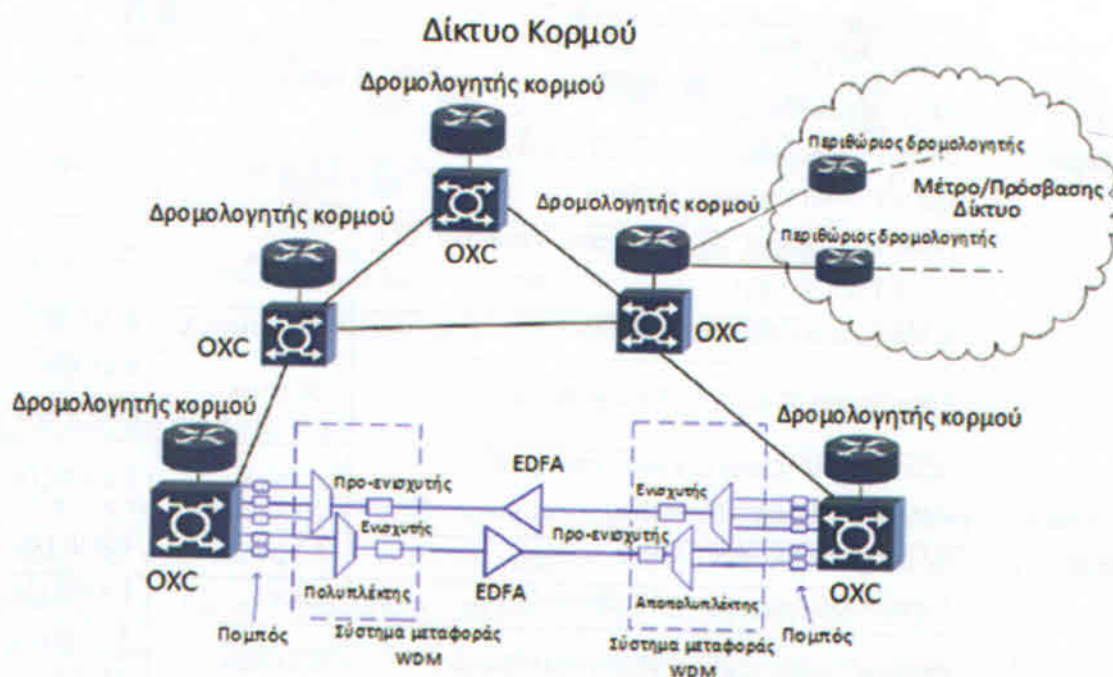 Δίκτυο Κορμού
Δρομολογητής κορμού
OXC
Δρομολογητής κορμού
OXC
Δρομολογητής κορμού
OXC
Περιθώριος δρομολογητής
Μέτρο/Πρόσβασης
Δίκτυο
Περιθώριος δρομολογητής
Δρομολογητής κορμού
OXC
Δρομολογητής κορμού
OXC
Προ-ενισχυτής
Ενισχυτής
EDFA
EDFA
Ενισχυτής
Προ-ενισχυτής
Πολυπλέκτης
Αποπολυπλέκτης
Πομπός
Σύστημα μεταφοράς
WDM
Σύστημα μεταφοράς
WDM
Πομπός